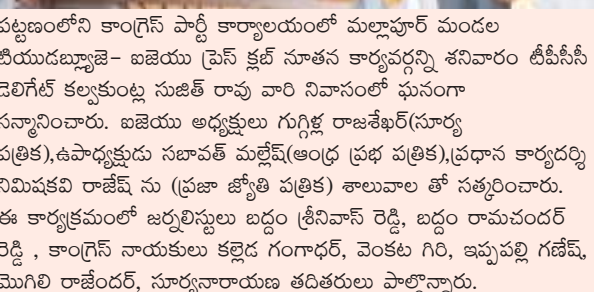 పట్టణంలోని కాంగ్రెస్ పార్టీ కార్యాలయంలో మల్లాపూర్ మండల
టియుడబ్ల్యూజె- ఐజెయు ప్రెస్ క్లబ్ నూతన కార్యవర్గన్ని శనివారం టీపీసీసీ
డెలిగేట్ కల్వకుంట్ల సుజిత్ రావు వారి నివాసంలో ఘనంగా
సన్మానించారు. ఐజెయు అధ్యక్షులు గుగ్గిళ్ల రాజశేఖర్(సూర్య
పత్రిక),ఉపాధ్యక్షుడు సబావత్ మల్లేష్(ఆంధ్ర ప్రభ పత్రిక),ప్రధాన కార్యదర్శి
నిమిషకవి రాజేష్ ను (ప్రజా జ్యోతి పత్రిక) శాలువాల తో సత్కరించారు.
ఈ కార్యక్రమంలో జర్నలిస్టులు బద్దం శ్రీనివాస్ రెడ్డి, బద్దం రామచందర్
రెడ్డి , కాంగ్రెస్ నాయకులు కల్లెడ గంగాధర్, వెంకట గిరి, ఇప్పపల్లి గణేష్,
మొగిలి రాజేందర్, సూర్యనారాయణ తదితరులు పాల్గొన్నారు.